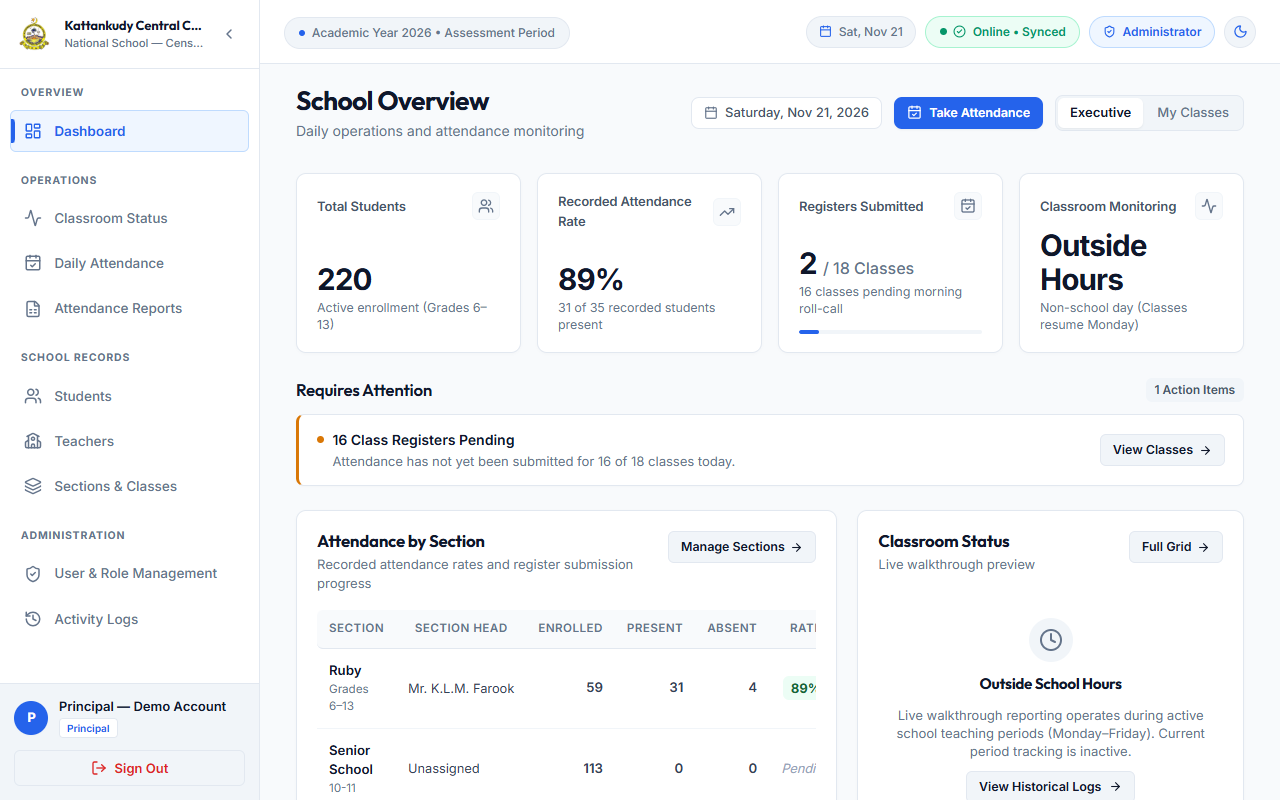 Kattankudy Central C...
National School — Cens...
Academic Year 2026 • Assessment Period
Sat, Nov 21
Online • Synced
Administrator
OVERVIEW
Dashboard
OPERATIONS
Classroom Status
Daily Attendance
Attendance Reports
SCHOOL RECORDS
Students
Teachers
Sections & Classes
ADMINISTRATION
User & Role Management
Activity Logs
P
Principal — Demo Account
Principal
Sign Out
School Overview
Daily operations and attendance monitoring
Saturday, Nov 21, 2026
Take Attendance
Executive
My Classes
Total Students
220
Active enrollment (Grades 6–
13)
Recorded Attendance
Rate
89%
31 of 35 recorded students
present
Registers Submitted
2 / 18 Classes
16 classes pending morning
roll-call
Classroom Monitoring
Outside
Hours
Non-school day (Classes
resume Monday)
Requires Attention
1 Action Items
16 Class Registers Pending
Attendance has not yet been submitted for 16 of 18 classes today.
View Classes →
Attendance by Section
Recorded attendance rates and register submission
progress
Manage Sections →
SECTION SECTION HEAD ENROLLED PRESENT ABSENT RATE
Ruby
Grades
6–13
Mr. K.L.M. Farook 59 31 4 89%
Senior
School
10-11
Unassigned 113 0 0 Pendi
Classroom Status
Live walkthrough preview
Full Grid →
Outside School Hours
Live walkthrough reporting operates during active
school teaching periods (Monday–Friday). Current
period tracking is inactive.
View Historical Logs →